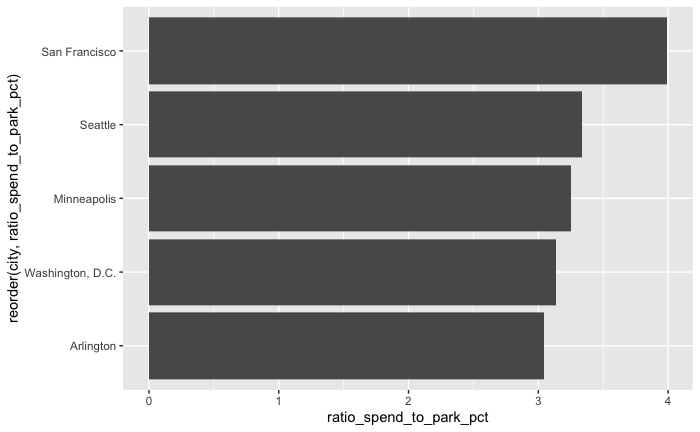 reorder(city, ratio_spend_to_park_pct)
San Francisco
Seattle
Minneapolis
Washington, D.C.
Arlington
0 1 2 3 4
ratio_spend_to_park_pct